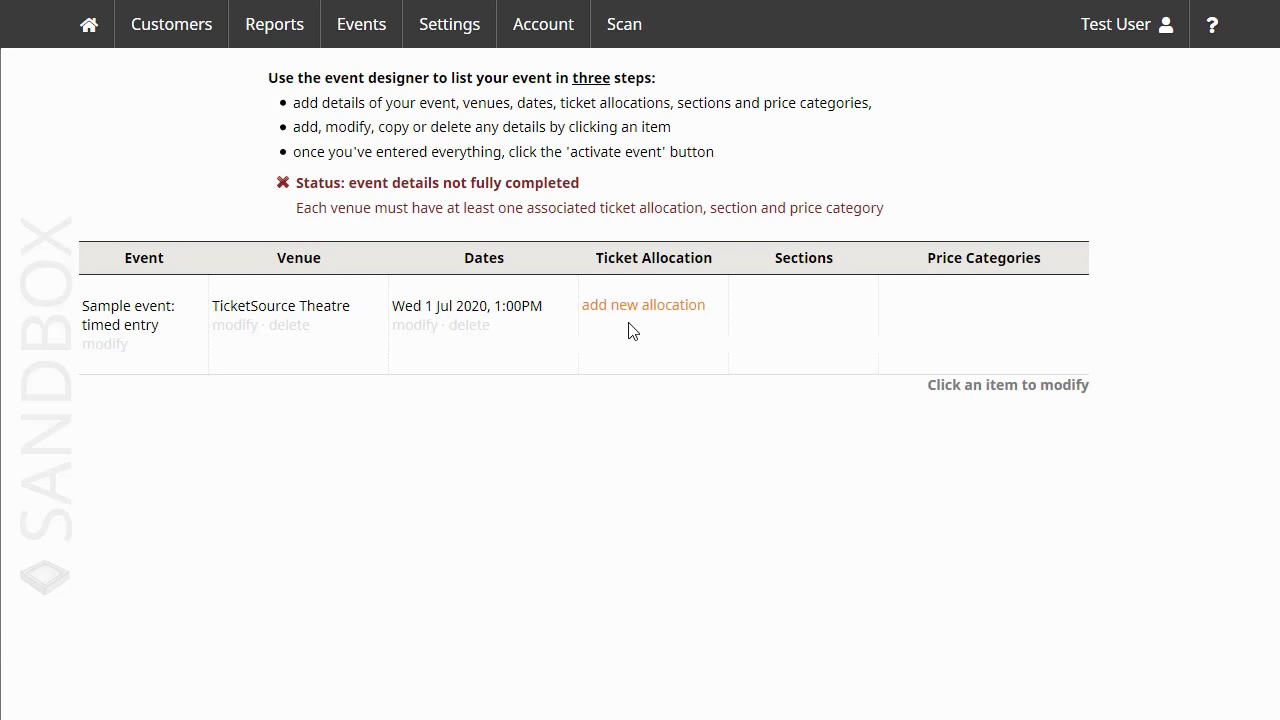 Customers Reports Events Settings Account Scan Test User ?
Use the event designer to list your event in three steps:
add details of your event, venues, dates, ticket allocations, sections and price categories,
add, modify, copy or delete any details by clicking an item
once you've entered everything, click the 'activate event' button
Status: event details not fully completed
Each venue must have at least one associated ticket allocation, section and price category
Event Venue Dates Ticket Allocation Sections Price Categories
Sample event: TicketSource Theatre Wed 1 Jul 2020, 1:00PM add new allocation
timed entry modify · delete modify · delete
modify
Click an item to modify
SANDBOX